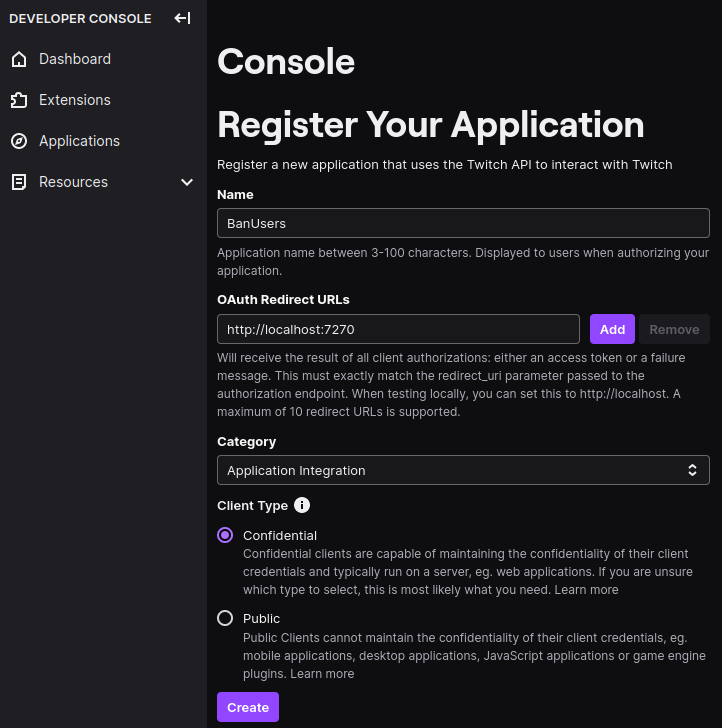 DEVELOPER CONSOLE
Dashboard
Extensions
Applications
Resources
Console
Register Your Application
Register a new application that uses the Twitch API to interact with Twitch
Name
BanUsers
Application name between 3-100 characters. Displayed to users when authorizing your
application.
OAuth Redirect URLs
http://localhost:7270
Add
Remove
Will receive the result of all client authorizations: either an access token or a failure
message. This must exactly match the redirect_uri parameter passed to the
authorization endpoint. When testing locally, you can set this to http://localhost. A
maximum of 10 redirect URLs is supported.
Category
Application Integration
Client Type
Confidential
Confidential clients are capable of maintaining the confidentiality of their client
credentials and typically run on a server, eg. web applications. If you are unsure
which type to select, this is most likely what you need. Learn more
Public
Public Clients cannot maintain the confidentiality of their client credentials, eg.
mobile applications, desktop applications, JavaScript applications or game engine
plugins. Learn more
Create